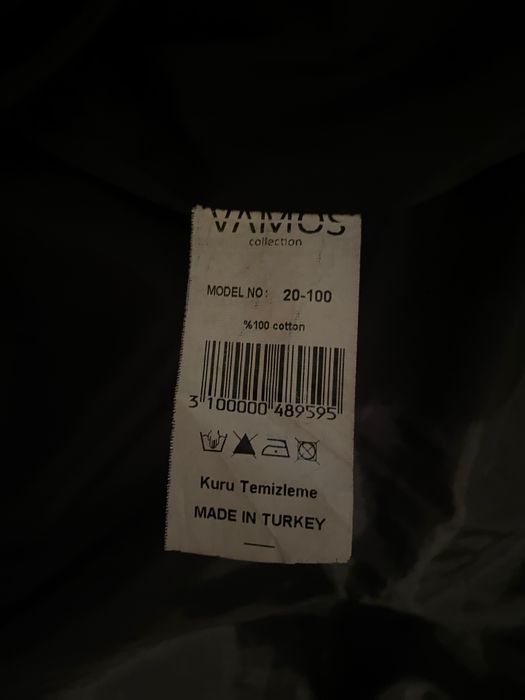 VAMOS
collection
MODEL NO: 20-100
%100 cotton
3 100000 489595
Kuru Temizleme
MADE IN TURKEY